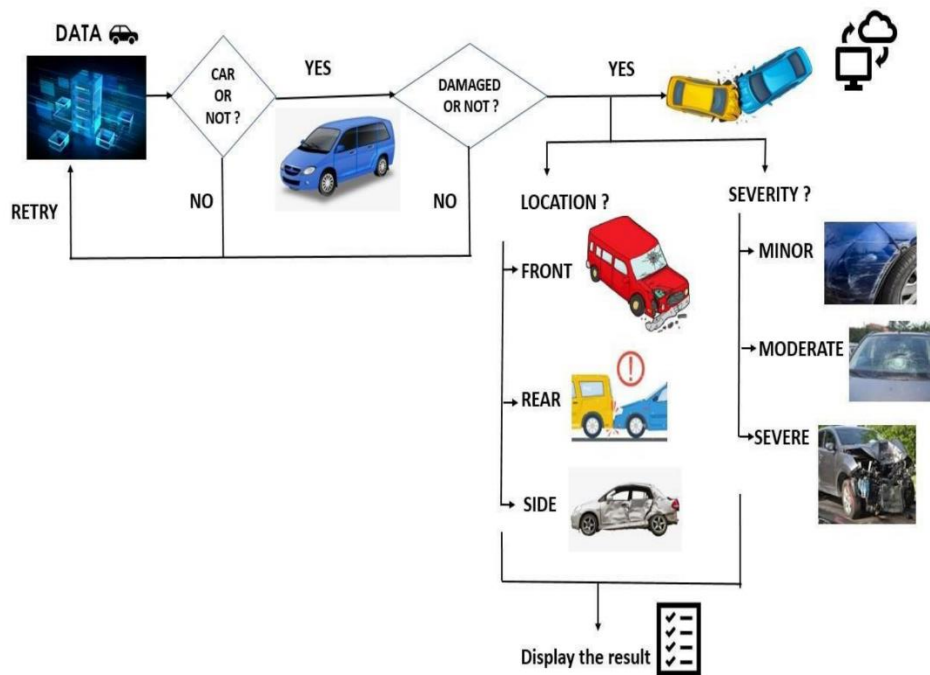 DATA
CAR
OR
NOT ?
YES
DAMAGED
OR NOT ?
YES
NO
NO
RETRY
LOCATION ?
SEVERITY ?
FRONT
MINOR
REAR
MODERATE
SIDE
SEVERE
Display the result